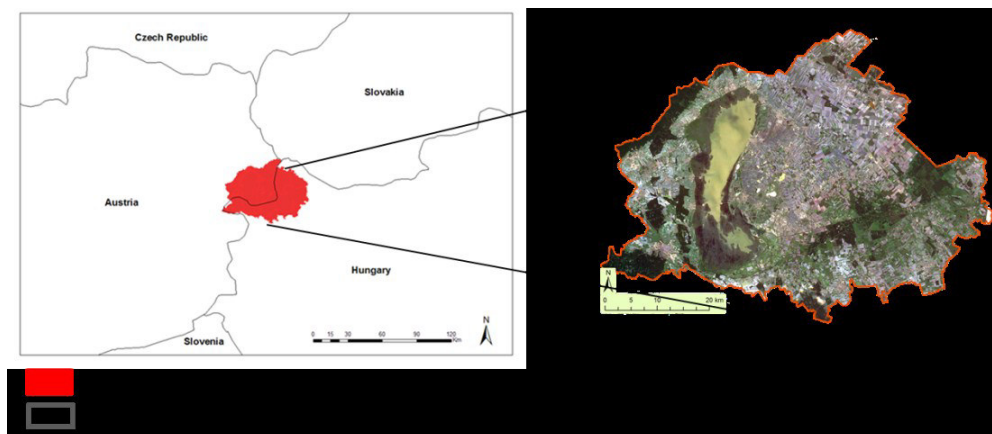 Czech Republic
Slovakia
Austria
Hungary
Slovenia
N
0 15 30 60 90 120
Km
N
0 5 10 20 km